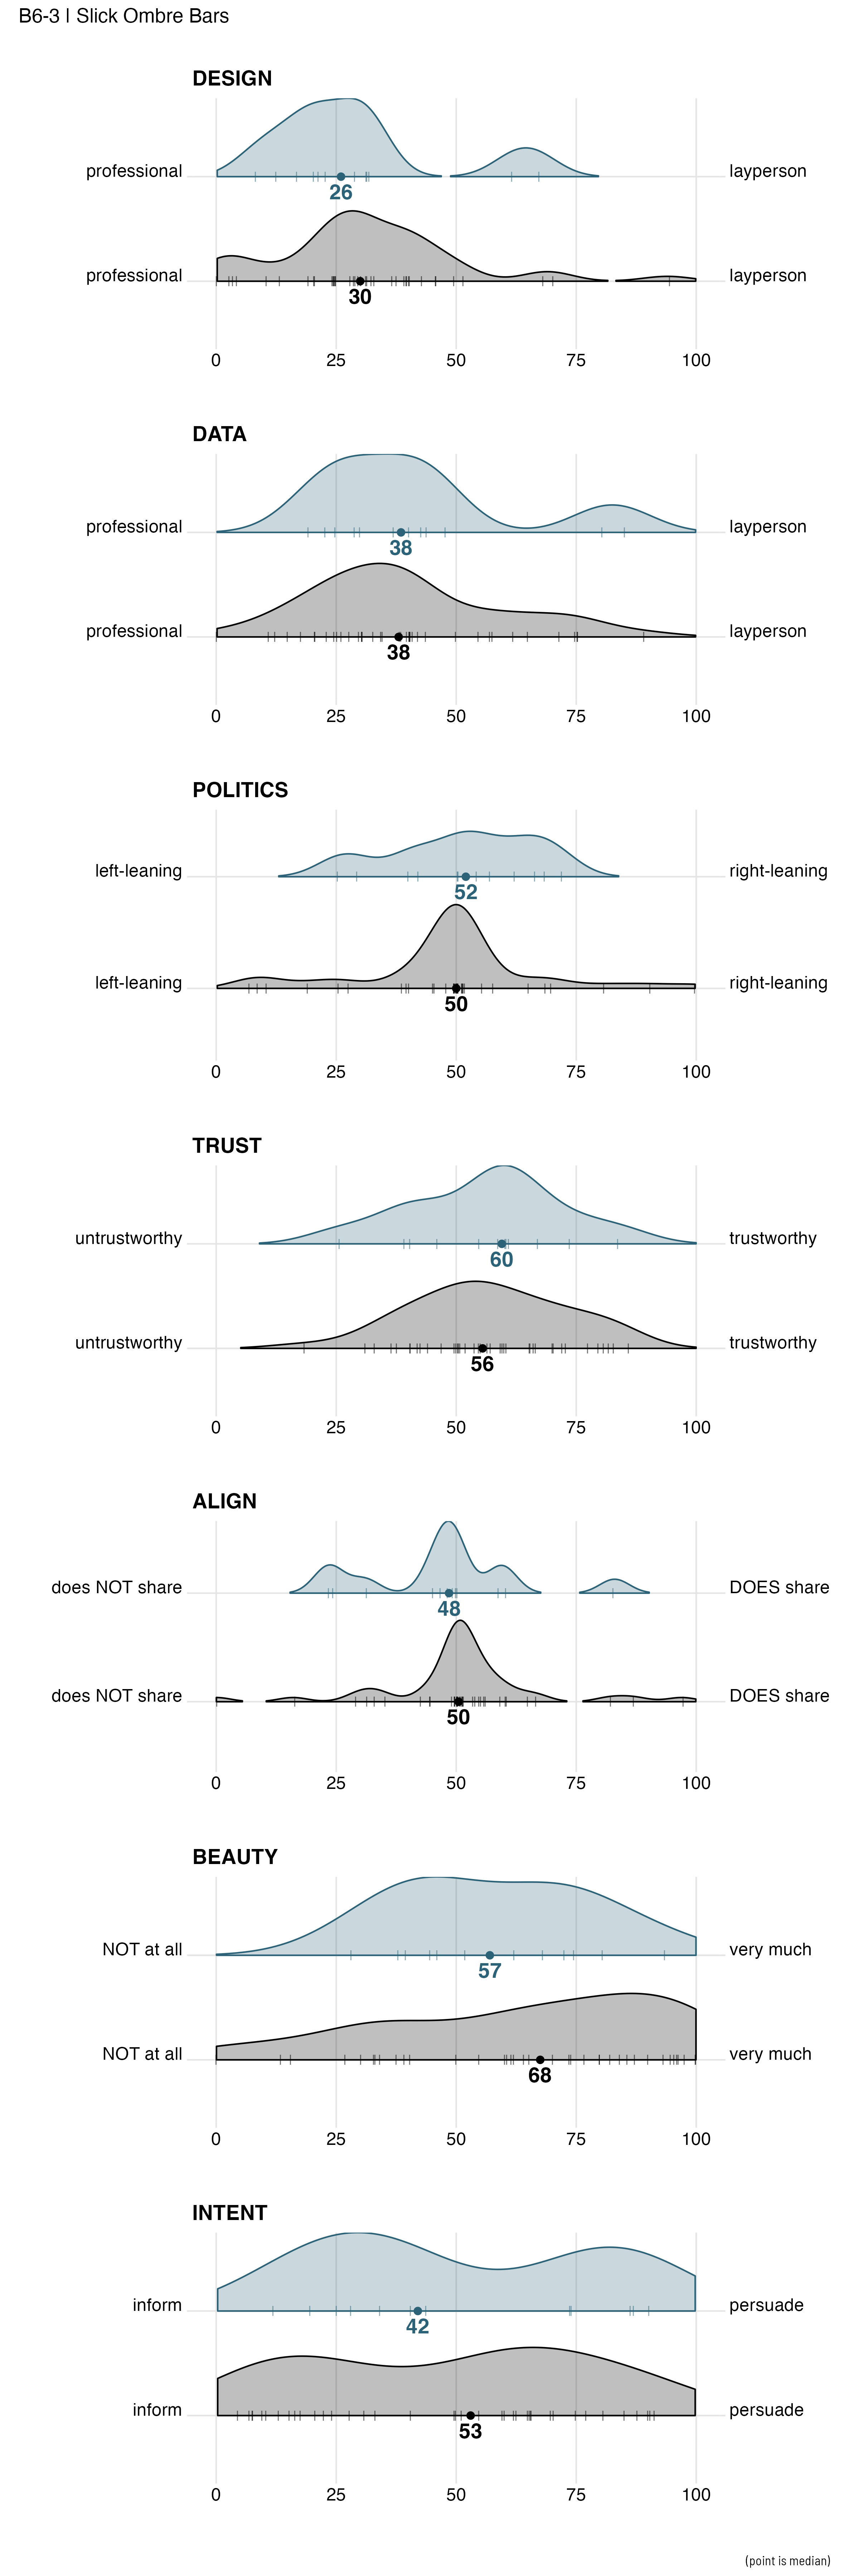 B6-3 | Slick Ombre Bars
DESIGN
professional layperson
26
professional layperson
30
0 25 50 75 100
DATA
professional layperson
38
professional layperson
38
0 25 50 75 100
POLITICS
left-leaning right-leaning
52
left-leaning right-leaning
50
0 25 50 75 100
TRUST
untrustworthy trustworthy
60
untrustworthy trustworthy
56
0 25 50 75 100
ALIGN
does NOT share DOES share
48
does NOT share DOES share
50
0 25 50 75 100
BEAUTY
NOT at all very much
57
NOT at all very much
68
0 25 50 75 100
INTENT
inform persuade
42
inform persuade
53
0 25 50 75 100
(point is median)